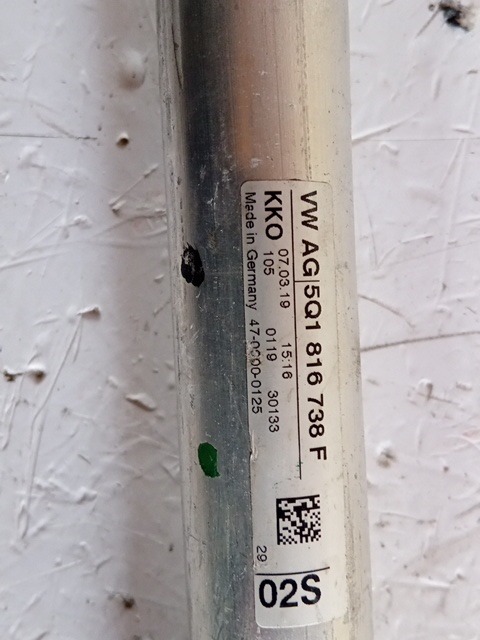 VW AG 5Q1 816 738 F
KKO 07.03.19 15:16
105 0119 30133
Made in Germany 47-0000-0125
29
02S